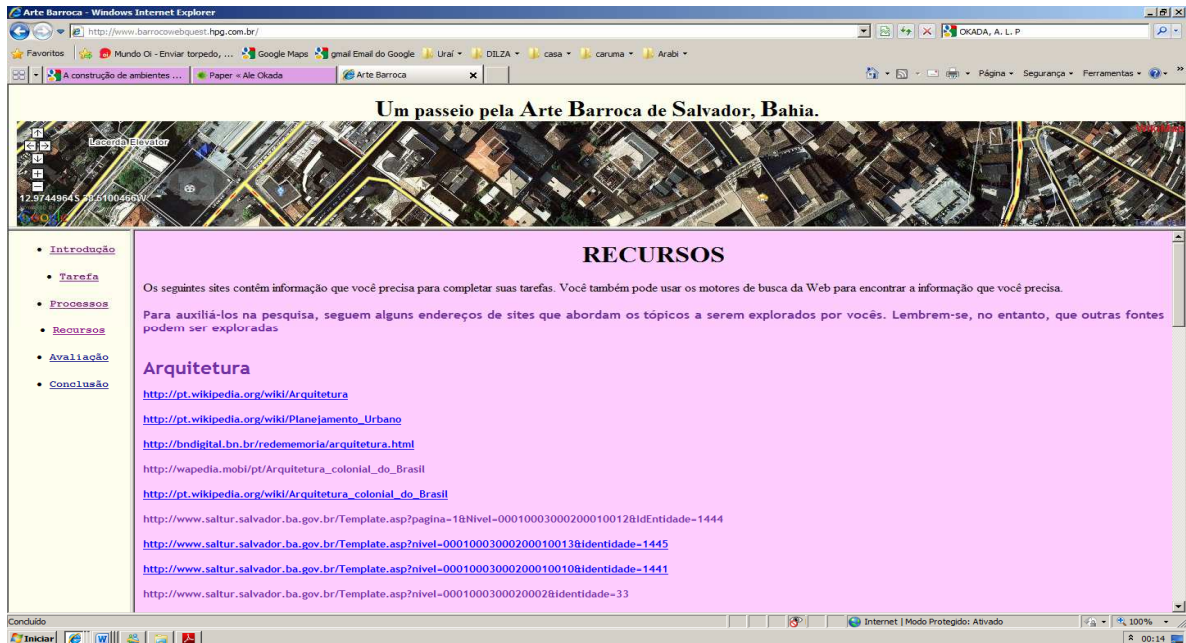 Arte Barroca - Windows Internet Explorer
http://www.barrocowebquest.hpg.com.br/
OKADA, A. L. P
Favoritos
Mundo Oi - Enviar torpedo, ...
Google Maps
gmail Email do Google
Uraí
DILZA
casa
caruma
Arabi
A construção de ambientes ...
Paper « Ale Okada
Arte Barroca
Página
Segurança
Ferramentas
Um passeio pela Arte Barroca de Salvador, Bahia.
Lacerda Elevator
Introdução
Tarefa
Processos
Recursos
Avaliação
Conclusão
RECURSOS
Os seguintes sites contêm informação que você precisa para completar suas tarefas. Você também pode usar os motores de busca da Web para encontrar a informação que você precisa.
Para auxiliá-los na pesquisa, seguem alguns endereços de sites que abordam os tópicos a serem explorados por vocês. Lembrem-se, no entanto, que outras fontes
podem ser exploradas
Arquitetura
http://pt.wikipedia.org/wiki/Arquitetura
http://pt.wikipedia.org/wiki/Planejamento_Urbano
http://bndigital.bn.br/redememoria/arquitetura.html
http://wapedia.mobi/pt/Arquitetura_colonial_do_Brasil
http://pt.wikipedia.org/wiki/Arquitetura_colonial_do_Brasil
http://www.saltur.salvador.ba.gov.br/Template.asp?pagina=1&Nivel=00010003000200010012&IdEntidade=1444
http://www.saltur.salvador.ba.gov.br/Template.asp?nivel=00010003000200010013&identidade=1445
http://www.saltur.salvador.ba.gov.br/Template.asp?nivel=00010003000200010010&identidade=1441
http://www.saltur.salvador.ba.gov.br/Template.asp?nivel=0001000300020002&identidade=33
Concluído
Internet | Modo Protegido: Ativado
100%
Iniciar
00:14